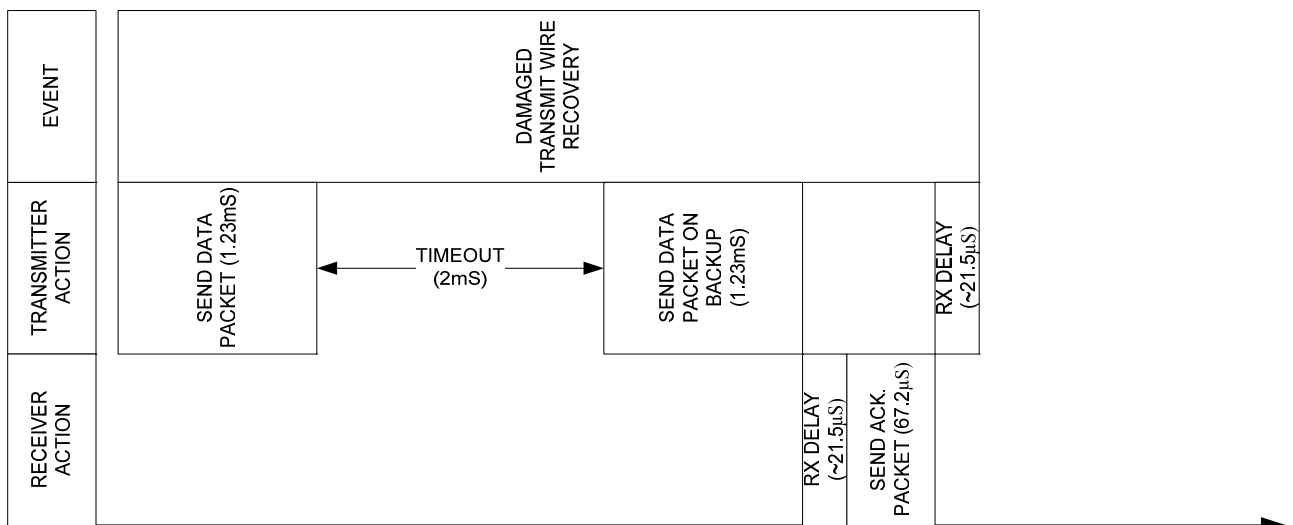 EVENT
DAMAGED
TRANSMIT WIRE
RECOVERY
TRANSMITTER
ACTION
SEND DATA
PACKET (1.23mS)
TIMEOUT
(2mS)
SEND DATA
PACKET ON
BACKUP
(1.23mS)
RX DELAY
(~21.5μS)
RECEIVER
ACTION
RX DELAY
(~21.5μS)
SEND ACK.
PACKET (67.2μS)